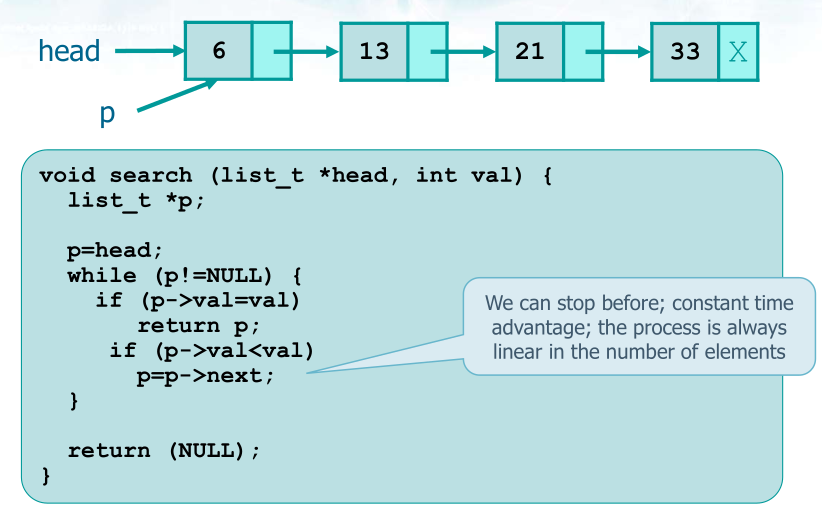 head 6 13 21 33 X
p
void search (list_t *head, int val) {
list_t *p;
p=head;
while (p!=NULL) {
if (p->val=val)
return p;
if (p->val<val)
p=p->next;
}
return (NULL);
}
We can stop before; constant time
advantage; the process is always
linear in the number of elements